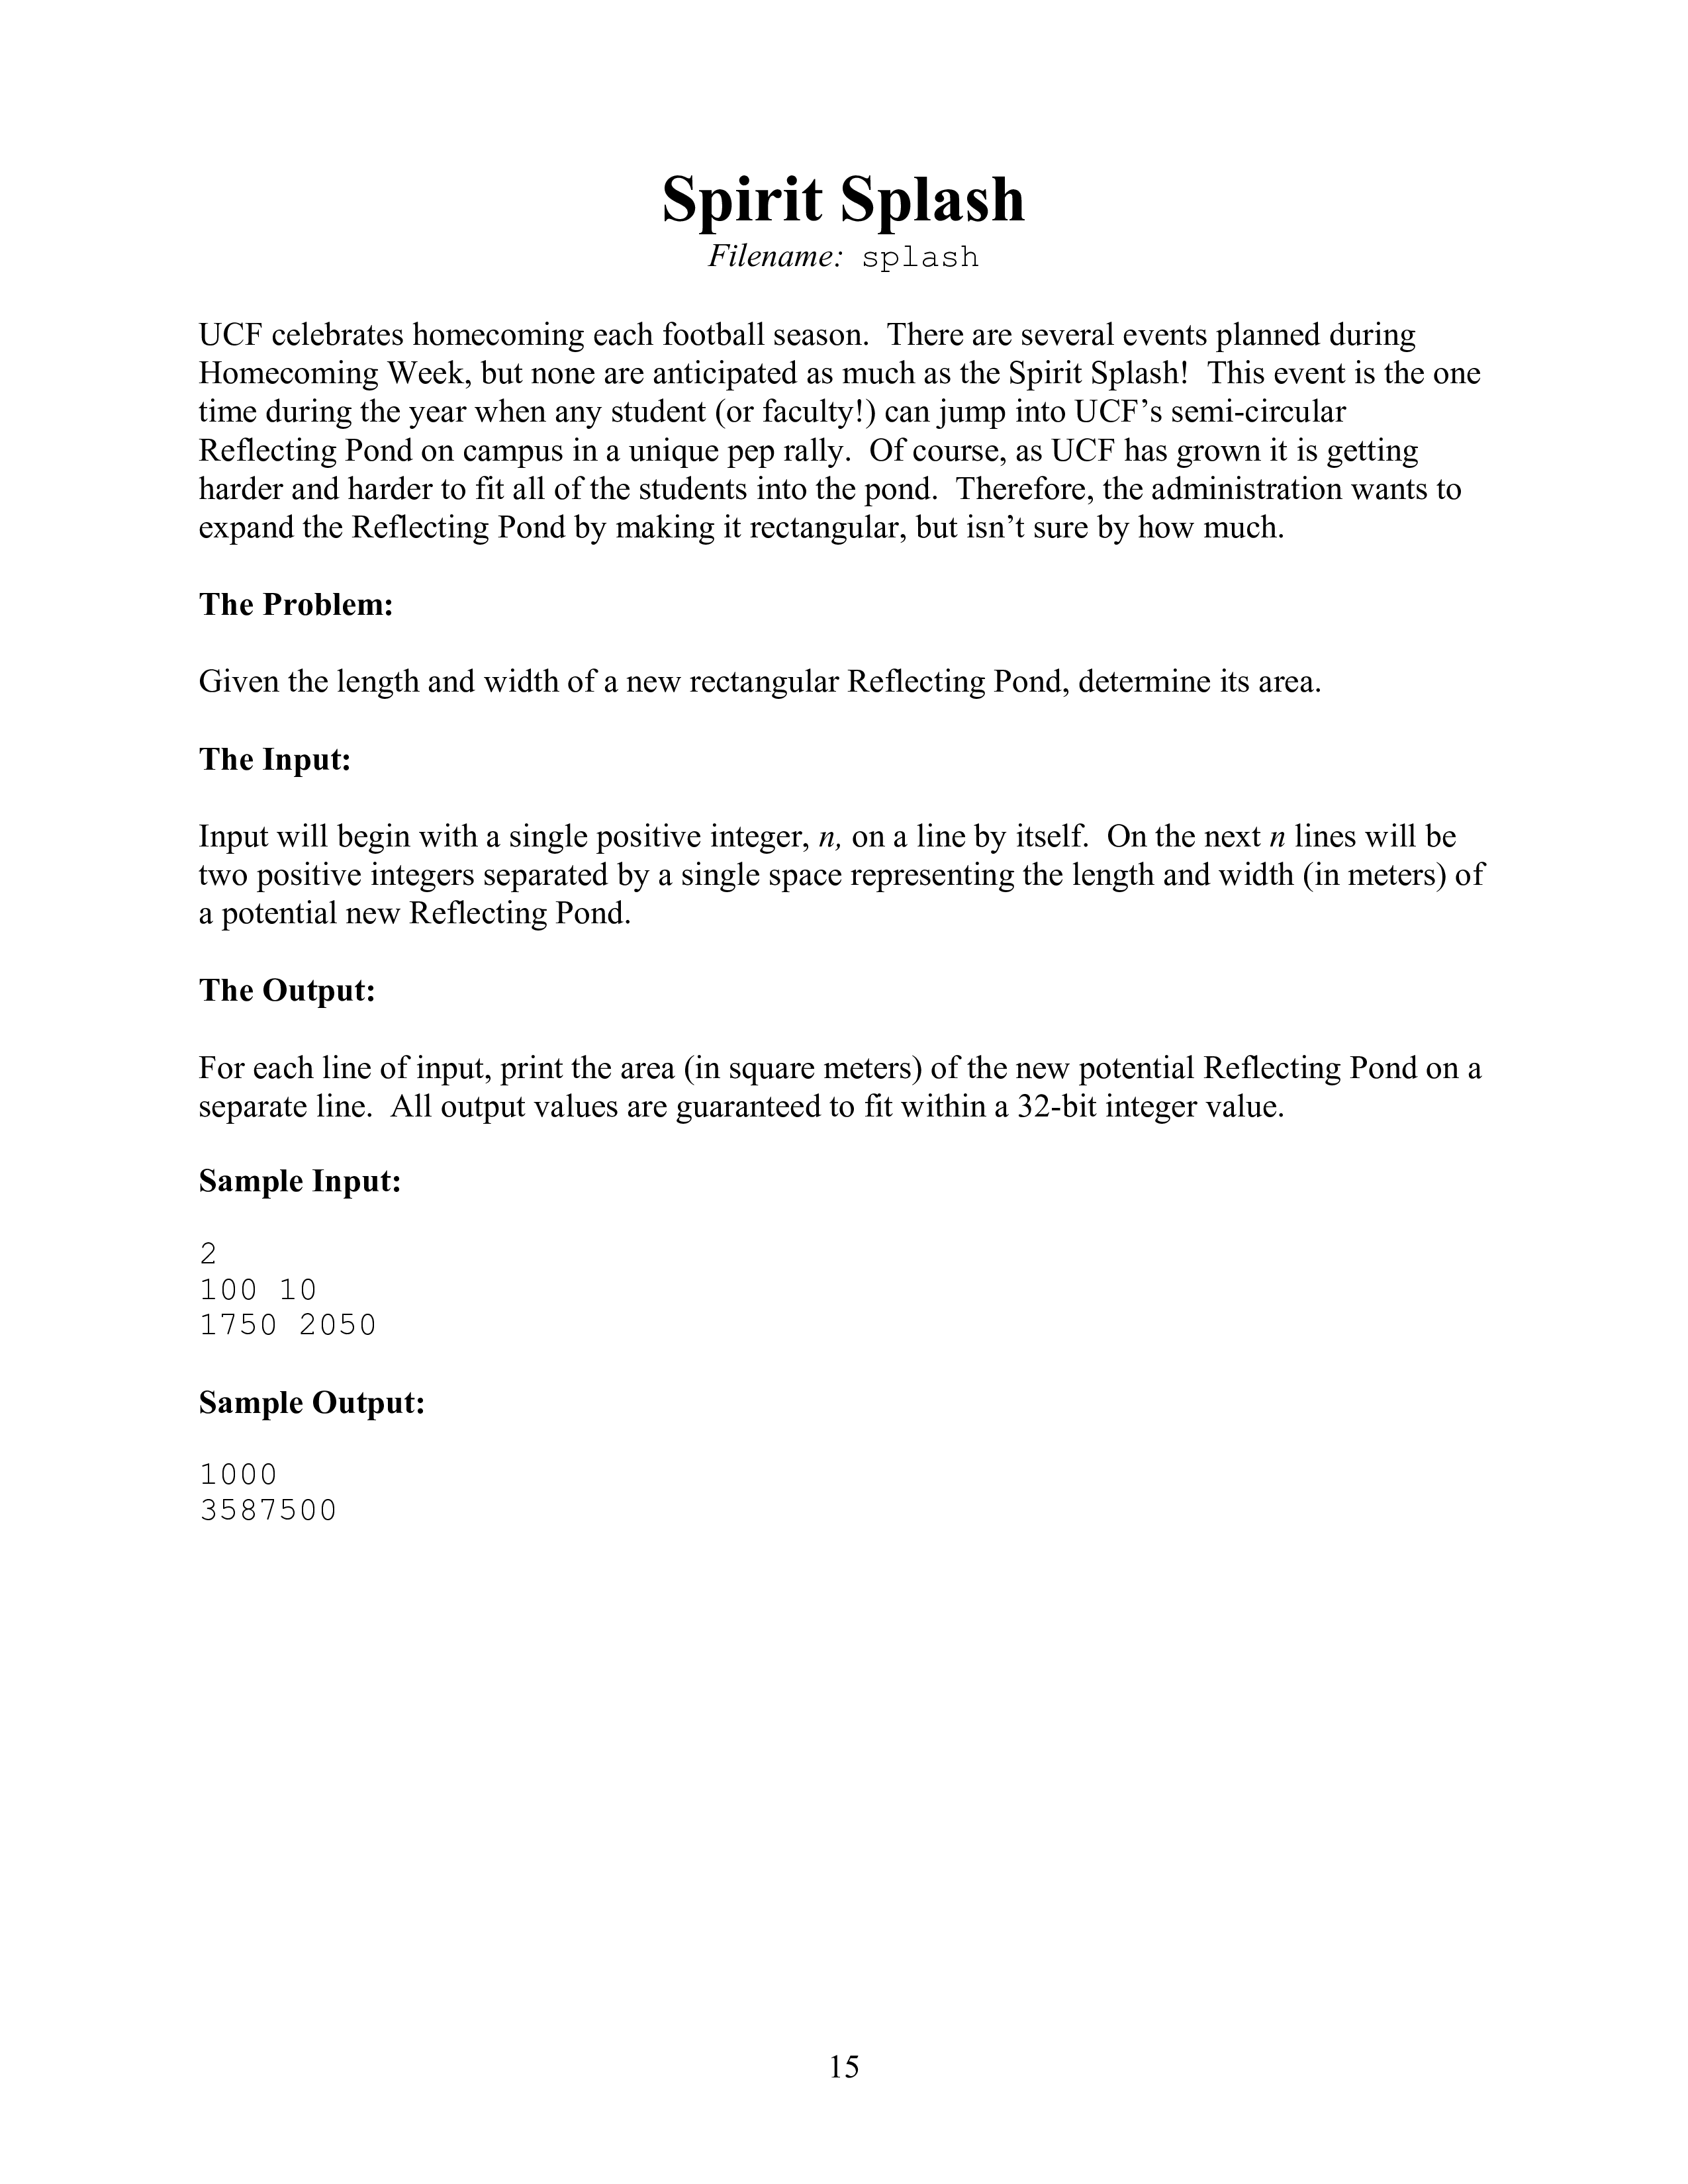 Spirit Splash
Filename: splash
UCF celebrates homecoming each football season. There are several events planned during
Homecoming Week, but none are anticipated as much as the Spirit Splash! This event is the one
time during the year when any student (or faculty!) can jump into UCF’s semi-circular
Reflecting Pond on campus in a unique pep rally. Of course, as UCF has grown it is getting
harder and harder to fit all of the students into the pond. Therefore, the administration wants to
expand the Reflecting Pond by making it rectangular, but isn’t sure by how much.
The Problem:
Given the length and width of a new rectangular Reflecting Pond, determine its area.
The Input:
Input will begin with a single positive integer, n, on a line by itself. On the next n lines will be
two positive integers separated by a single space representing the length and width (in meters) of
a potential new Reflecting Pond.
The Output:
For each line of input, print the area (in square meters) of the new potential Reflecting Pond on a
separate line. All output values are guaranteed to fit within a 32-bit integer value.
Sample Input:
2
100 10
1750 2050
Sample Output:
1000
3587500
15